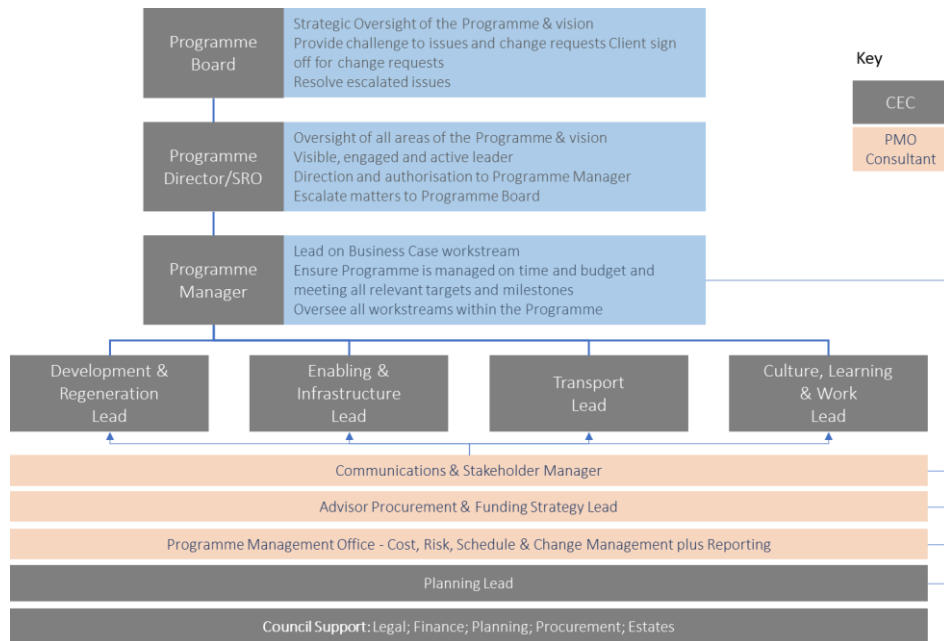 Programme
Board
Strategic Oversight of the Programme & vision
Provide challenge to issues and change requests Client sign
off for change requests
Resolve escalated issues
Key
CEC
PMO
Consultant
Programme
Director/SRO
Oversight of all areas of the Programme & vision
Visible, engaged and active leader
Direction and authorisation to Programme Manager
Escalate matters to Programme Board
Programme
Manager
Lead on Business Case workstream
Ensure Programme is managed on time and budget and
meeting all relevant targets and milestones
Oversee all workstreams within the Programme
Development &
Regeneration
Lead
Enabling &
Infrastructure
Lead
Transport
Lead
Culture, Learning
& Work
Lead
Communications & Stakeholder Manager
Advisor Procurement & Funding Strategy Lead
Programme Management Office - Cost, Risk, Schedule & Change Management plus Reporting
Planning Lead
Council Support: Legal; Finance; Planning; Procurement; Estates